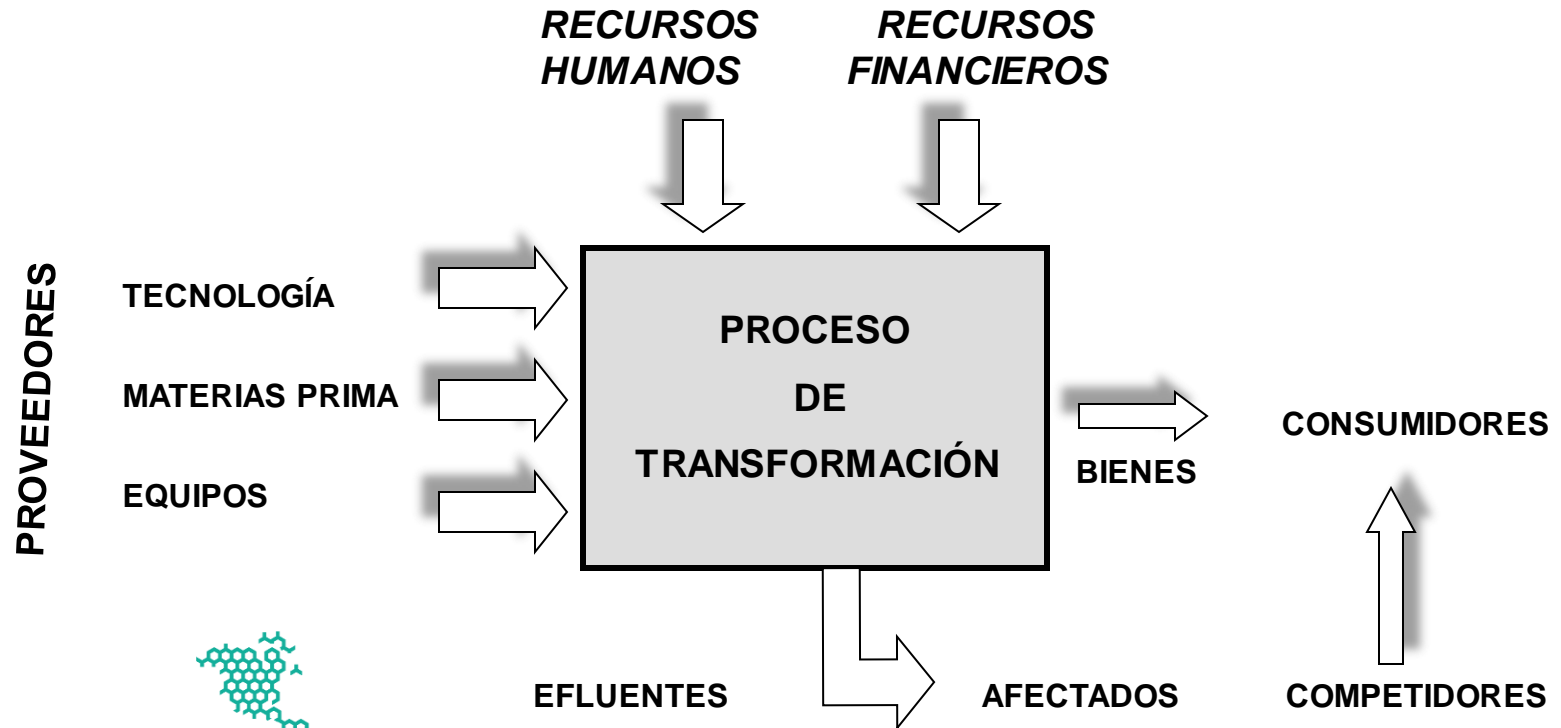 RECURSOS
HUMANOS
RECURSOS
FINANCIEROS
PROVEEDORES
TECNOLOGÍA
MATERIAS PRIMA
EQUIPOS
PROCESO
DE
TRANSFORMACIÓN
BIENES
CONSUMIDORES
EFLUENTES
AFECTADOS
COMPETIDORES